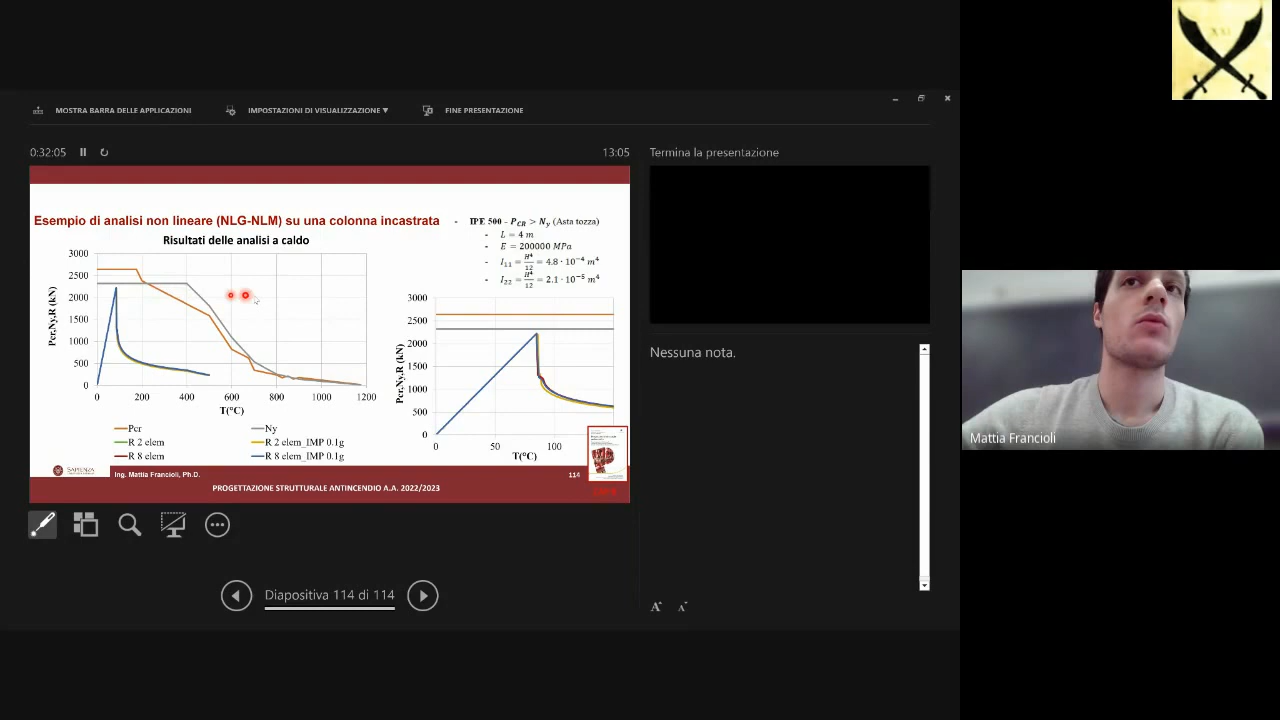 MOSTRA BARRA DELLE APPLICAZIONI
IMPOSTAZIONI DI VISUALIZZAZIONE ▼
FINE PRESENTAZIONE
0:32:05
13:05
Termina la presentazione
Esempio di analisi non lineare (NLG-NLM) su una colonna incastrata
- IPE 500 - P_CR > N_y (Asta tozza)
- L = 4 m
- E = 200000 MPa
- I_11 = H^4/12 = 4.8 · 10^-4 m^4
- I_22 = H^4/12 = 2.1 · 10^-5 m^4
Risultati delle analisi a caldo
Pcr,Ny,R (kN)
3000
2500
2000
1500
1000
500
0
0 200 400 600 800 1000 1200
T(°C)
Pcr
Ny
R 2 elem
R 2 elem_IMP 0.1g
R 8 elem
R 8 elem_IMP 0.1g
Pcr,Ny,R (kN)
3000
2500
2000
1500
1000
500
0
0 50 100
T(°C)
SAPIENZA
Ing. Mattia Francioli, Ph.D.
114
PROGETTAZIONE STRUTTURALE ANTINCENDIO A.A. 2022/2023
Nessuna nota.
Diapositiva 114 di 114
A A
Mattia Francioli
XXI